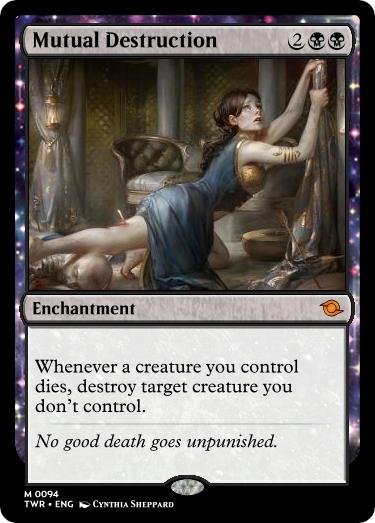 Mutual Destruction 2
Enchantment
Whenever a creature you control
dies, destroy target creature you
don't control.
No good death goes unpunished.
M 0094
TWR • ENG Cynthia Sheppard